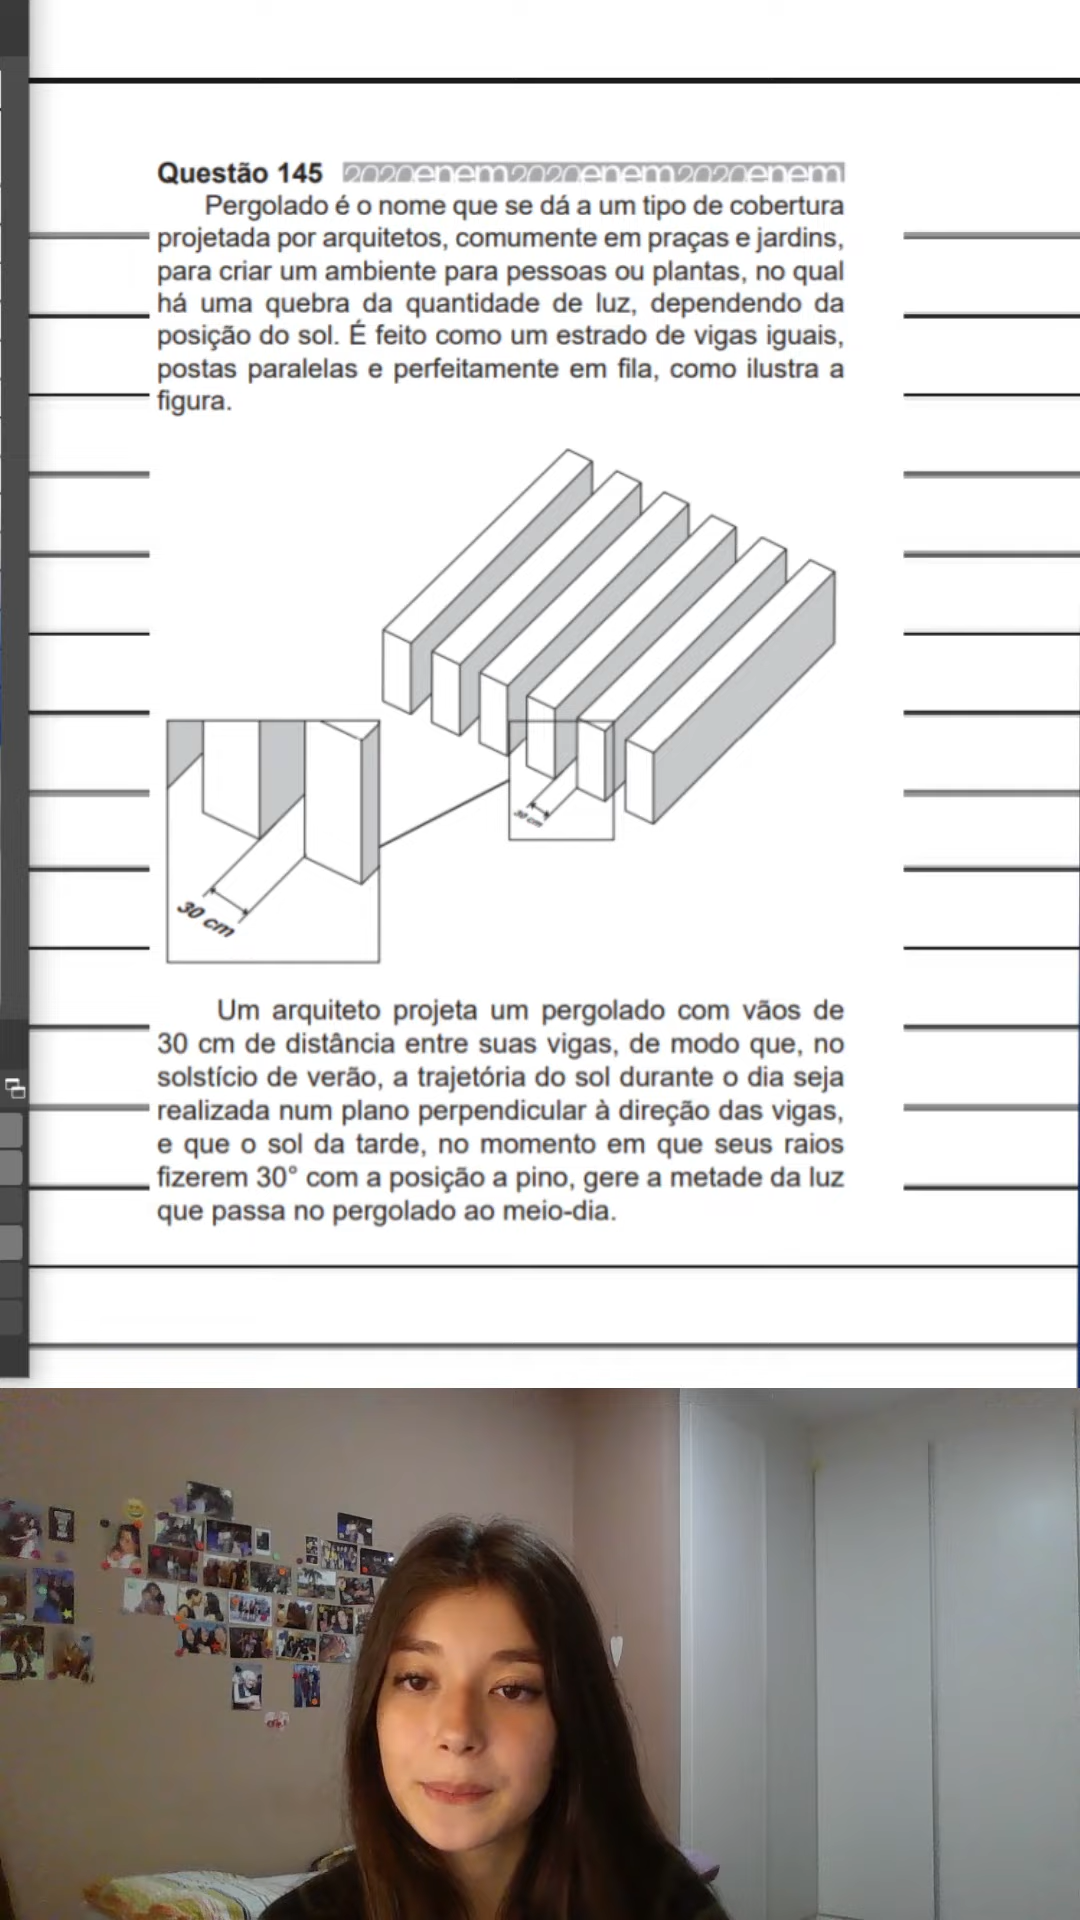 Questão 145 2020enem2020enem2020enem
Pergolado é o nome que se dá a um tipo de cobertura
projetada por arquitetos, comumente em praças e jardins,
para criar um ambiente para pessoas ou plantas, no qual
há uma quebra da quantidade de luz, dependendo da
posição do sol. É feito como um estrado de vigas iguais,
postas paralelas e perfeitamente em fila, como ilustra a
figura.
30 cm
30 cm
Um arquiteto projeta um pergolado com vãos de
30 cm de distância entre suas vigas, de modo que, no
solstício de verão, a trajetória do sol durante o dia seja
realizada num plano perpendicular à direção das vigas,
e que o sol da tarde, no momento em que seus raios
fizerem 30° com a posição a pino, gere a metade da luz
que passa no pergolado ao meio-dia.